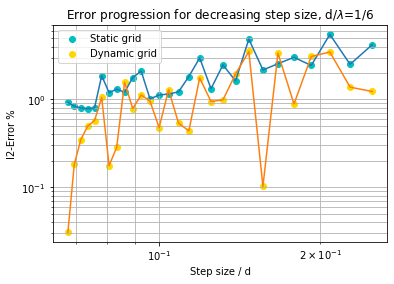 Error progression for decreasing step size, d/λ=1/6
Static grid
Dynamic grid
l2-Error %
10⁰
10⁻¹
10⁻¹
2 × 10⁻¹
Step size / d